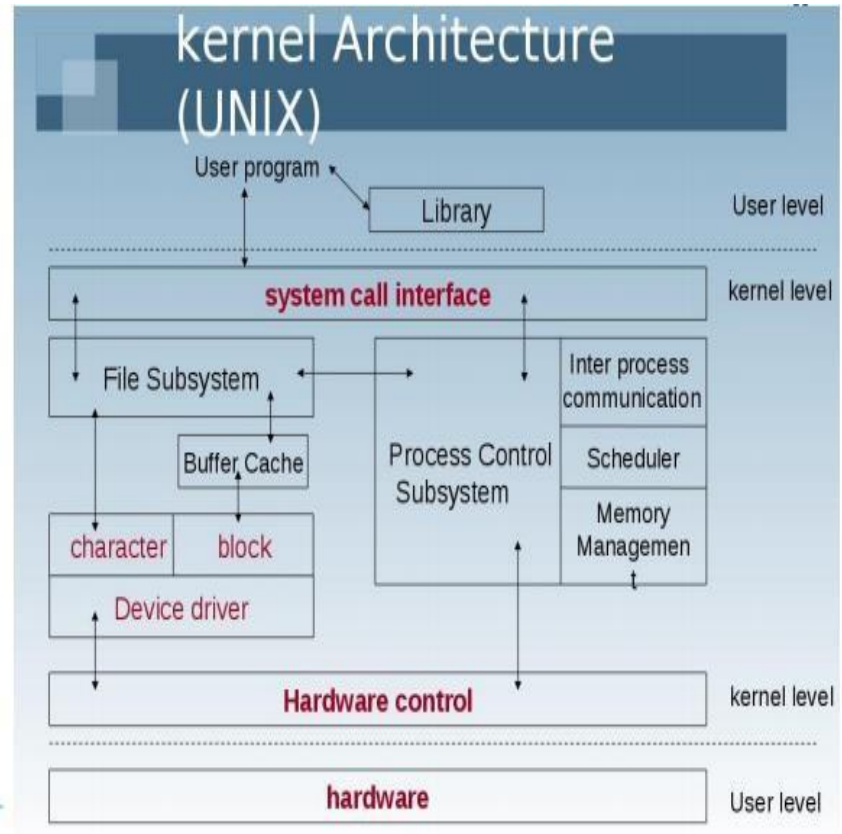 kernel Architecture
(UNIX)
User program
Library
User level
system call interface
kernel level
File Subsystem
Inter process
communication
Buffer Cache
Process Control
Subsystem
Scheduler
Memory
Managemen
t
character
block
Device driver
Hardware control
kernel level
hardware
User level